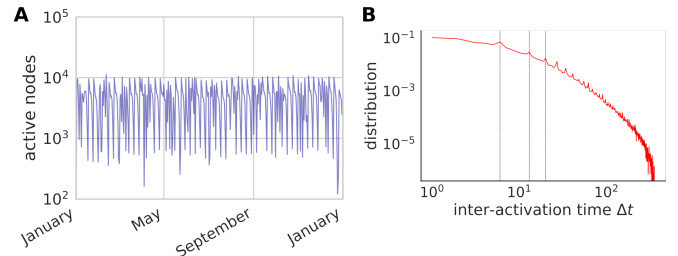 A
active nodes
10^5
10^4
10^3
10^2
January
May
September
January
B
distribution
10^−1
10^−3
10^−5
10^0
10^1
10^2
inter-activation time Δt